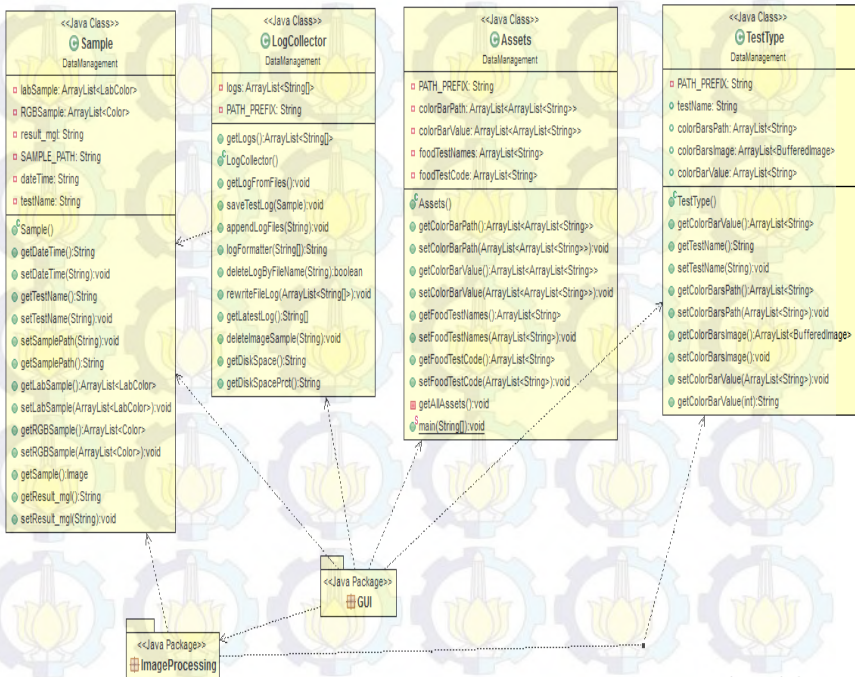 <<Java Class>>
Sample
DataManagement
labSample: ArrayList<LabColor>
RGBSample: ArrayList<Color>
result_mgl: String
SAMPLE_PATH: String
dateTime: String
testName: String
Sample()
getDateTime():String
setDateTime(String):void
getTestName():String
setTestName(String):void
setSamplePath(String):void
getSamplePath():String
getLabSample():ArrayList<LabColor>
setLabSample(ArrayList<LabColor>):void
getRGBSample():ArrayList<Color>
setRGBSample(ArrayList<Color>):void
getSample():Image
getResult_mgl():String
setResult_mgl(String):void
<<Java Class>>
LogCollector
DataManagement
logs: ArrayList<String[]>
PATH_PREFIX: String
getLogs():ArrayList<String[]>
LogCollector()
getLogFromFiles():void
saveTestLog(Sample):void
appendLogFiles(String):void
logFormatter(String[]):String
deleteLogByFileName(String):boolean
rewriteFileLog(ArrayList<String[]>):void
getLatestLog():String[]
deleteImageSample(String):void
getDiskSpace():String
getDiskSpacePrct():String
<<Java Class>>
Assets
DataManagement
PATH_PREFIX: String
colorBarPath: ArrayList<ArrayList<String>>
colorBarValue: ArrayList<ArrayList<String>>
foodTestNames: ArrayList<String>
foodTestCode: ArrayList<String>
Assets()
getColorBarPath():ArrayList<ArrayList<String>>
setColorBarPath(ArrayList<ArrayList<String>>):void
getColorBarValue():ArrayList<ArrayList<String>>
setColorBarValue(ArrayList<ArrayList<String>>):void
getFoodTestNames():ArrayList<String>
setFoodTestNames(ArrayList<String>):void
getFoodTestCode():ArrayList<String>
setFoodTestCode(ArrayList<String>):void
getAllAssets():void
main(String[]):void
<<Java Class>>
TestType
DataManagement
PATH_PREFIX: String
testName: String
colorBarsPath: ArrayList<String>
colorBarsImage: ArrayList<BufferedImage>
colorBarValue: ArrayList<String>
TestType()
getColorBarValue():ArrayList<String>
getTestName():String
setTestName(String):void
getColorBarsPath():ArrayList<String>
setColorBarsPath(ArrayList<String>):void
getColorBarsImage():ArrayList<BufferedImage>
setColorBarsImage():void
setColorBarValue(ArrayList<String>):void
getColorBarValue(int):String
<<Java Package>>
GUI
<<Java Package>>
ImageProcessing